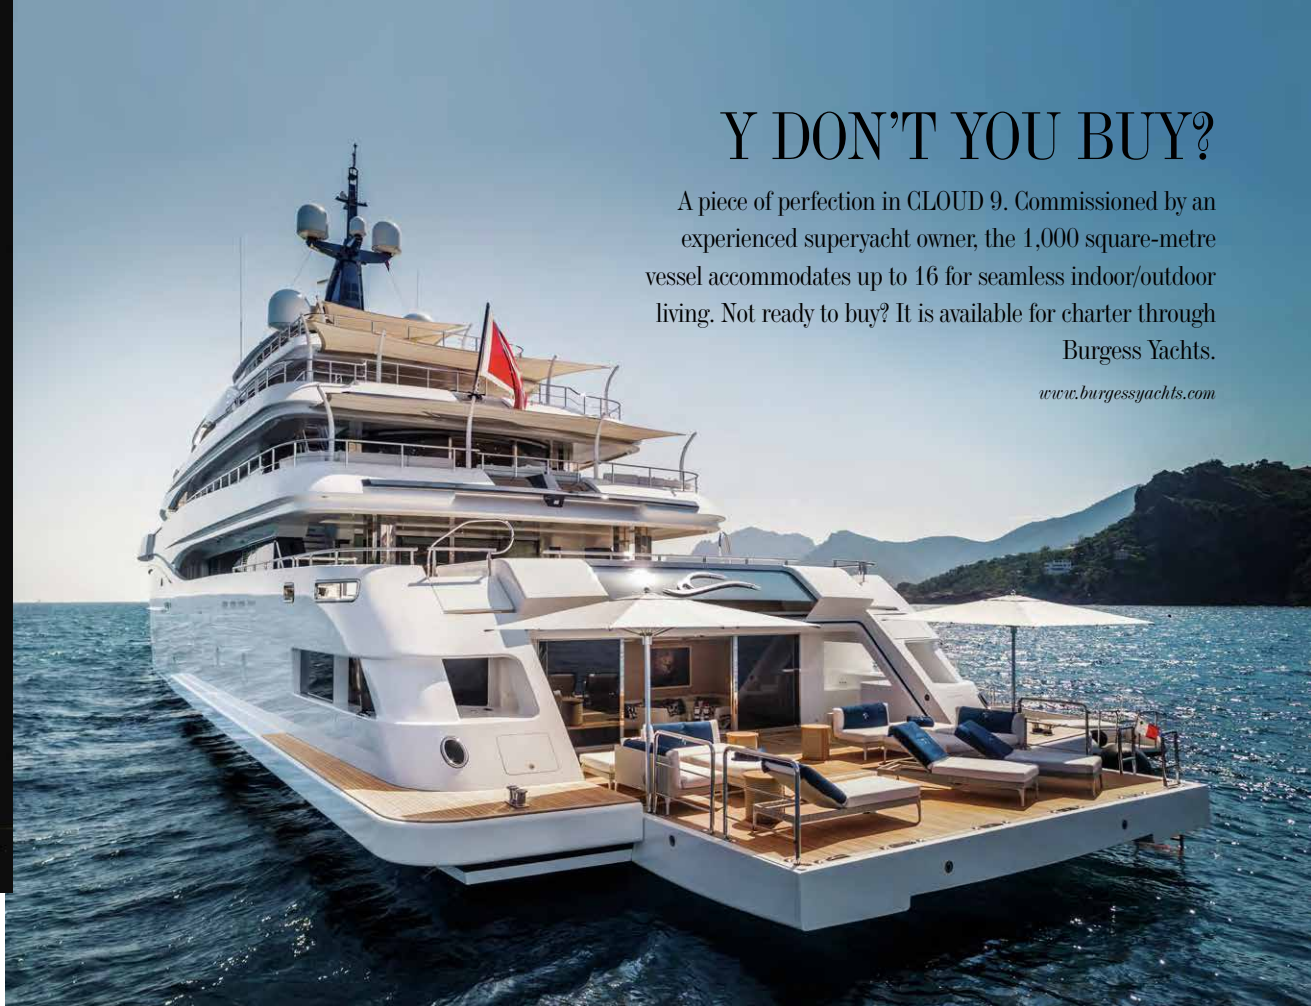 Y DON’T YOU BUY?
A piece of perfection in CLOUD 9. Commissioned by an
experienced superyacht owner, the 1,000 square-metre
vessel accommodates up to 16 for seamless indoor/outdoor
living. Not ready to buy? It is available for charter through
Burgess Yachts.
www.burgessyachts.com